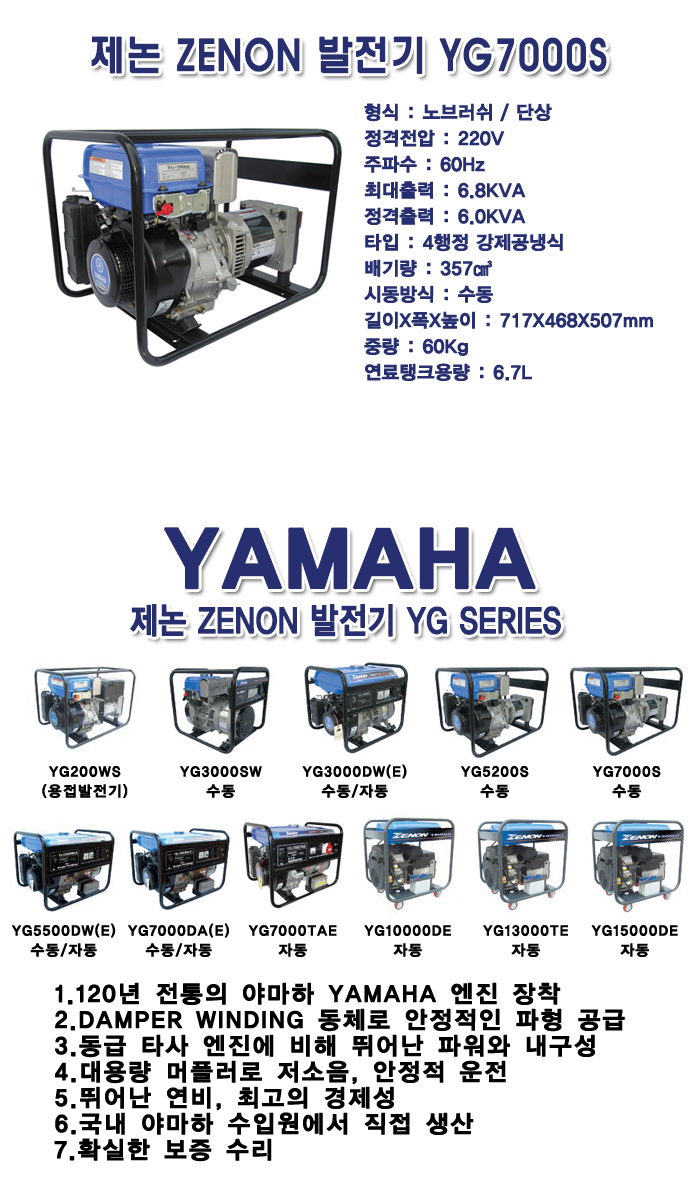 제논 ZENON 발전기 YG7000S
형식 : 노브러쉬 / 단상
정격전압 : 220V
주파수 : 60Hz
최대출력 : 6.8KVA
정격출력 : 6.0KVA
타입 : 4행정 강제공냉식
배기량 : 357㎤
시동방식 : 수동
길이X폭X높이 : 717X468X507mm
중량 : 60Kg
연료탱크용량 : 6.7L
YAMAHA
제논 ZENON 발전기 YG SERIES
YG200WS
(용접발전기)
YG3000SW
수동
YG3000DW(E)
수동/자동
YG5200S
수동
YG7000S
수동
ZENON
ZENON
ZENON
YG5500DW(E)
수동/자동
YG7000DA(E)
수동/자동
YG7000TAE
자동
YG10000DE
자동
YG13000TE
자동
YG15000DE
자동
1.120년 전통의 야마하 YAMAHA 엔진 장착
2.DAMPER WINDING 동체로 안정적인 파형 공급
3.동급 타사 엔진에 비해 뛰어난 파워와 내구성
4.대용량 머플러로 저소음, 안정적 운전
5.뛰어난 연비, 최고의 경제성
6.국내 야마하 수입원에서 직접 생산
7.확실한 보증 수리